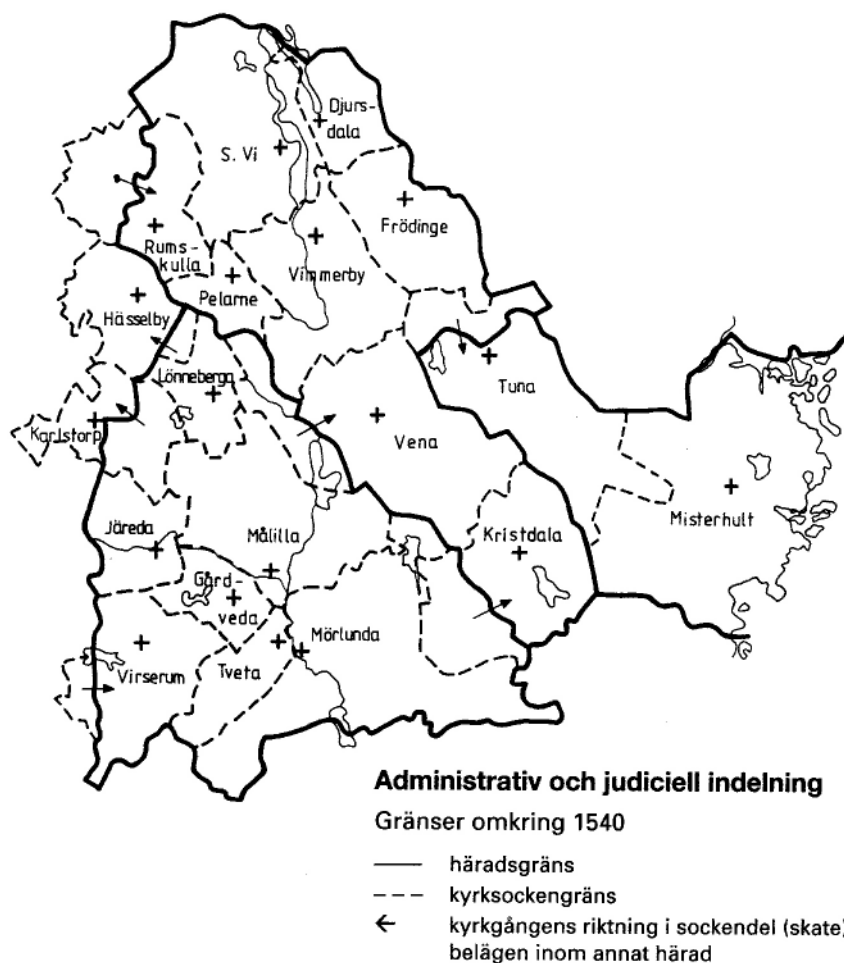 Djurs-
dala
S. Vi
Frödinge
Rums-
kulla
Vimmerby
Pelarne
Hässelby
Lönneberga
Tuna
Karlstorp
Vena
Misterhult
Järeda
Målilla
Kristdala
Gård-
veda
Mörlunda
Virserum
Tveta
Administrativ och judiciell indelning
Gränser omkring 1540
häradsgräns
kyrksockengräns
kyrkgångens riktning i sockendel (skate)
belägen inom annat härad